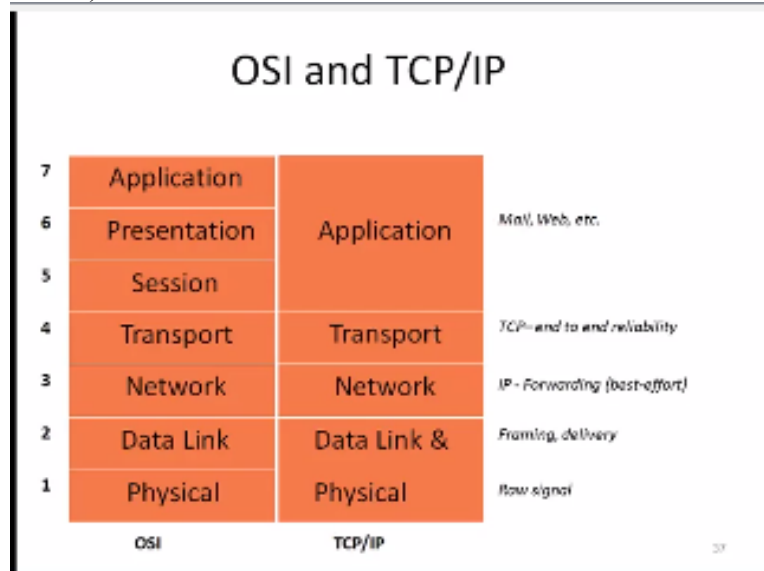 OSI and TCP/IP
7
Application
6
Presentation
Application
Mail, Web, etc.
5
Session
4
Transport
Transport
TCP–end to end reliability
3
Network
Network
IP - Forwarding (best-effort)
2
Data Link
Data Link &
Framing, delivery
1
Physical
Physical
Raw signal
OSI
TCP/IP
37